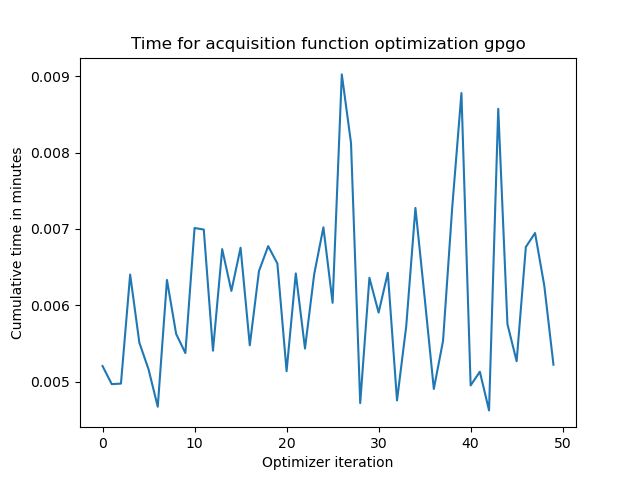 Time for acquisition function optimization gpgo
0.009
0.008
0.007
0.006
0.005
Cumulative time in minutes
0 10 20 30 40 50
Optimizer iteration